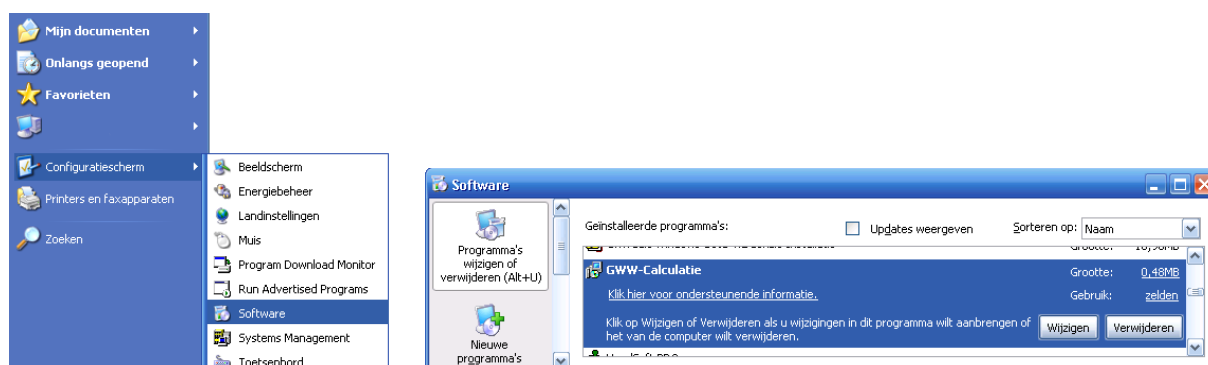 Mijn documenten
Onlangs geopend
Favorieten
Configuratiescherm
Printers en faxapparaten
Zoeken
Beeldscherm
Energiebeheer
Landinstellingen
Muis
Program Download Monitor
Run Advertised Programs
Software
Systems Management
Toetsenbord
Software
Programma's
wijzigen of
verwijderen (Alt+U)
Nieuwe
programma's
Geïnstalleerde programma's:
Updates weergeven
Sorteren op: Naam
Grootte:
GWW-Calculatie
Grootte: 0,48MB
Klik hier voor ondersteunende informatie.
Gebruik: zelden
Klik op Wijzigen of Verwijderen als u wijzigingen in dit programma wilt aanbrengen of
het van de computer wilt verwijderen.
Wijzigen Verwijderen